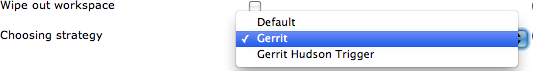 Wipe out workspace
Default
Choosing strategy
✓ Gerrit
Gerrit Hudson Trigger